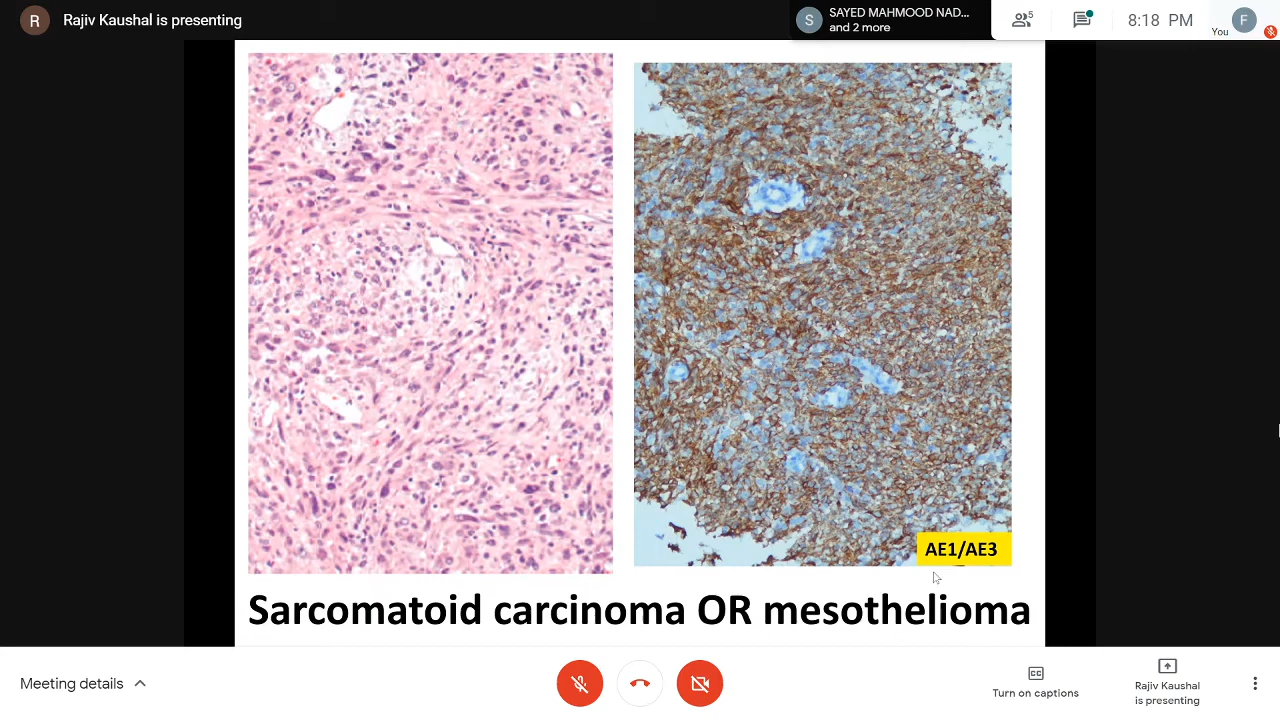 R
Rajiv Kaushal is presenting
S
SAYED MAHMOOD NAD...
and 2 more
5
8:18 PM
You
F
AE1/AE3
Sarcomatoid carcinoma OR mesothelioma
Meeting details
CC
Turn on captions
Rajiv Kaushal
is presenting